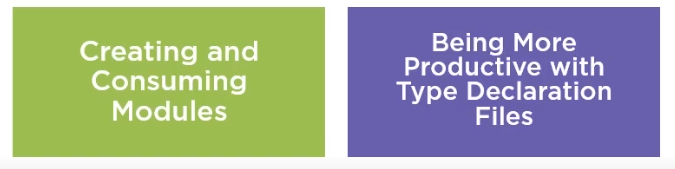 Creating and
Consuming
Modules
Being More
Productive with
Type Declaration
Files